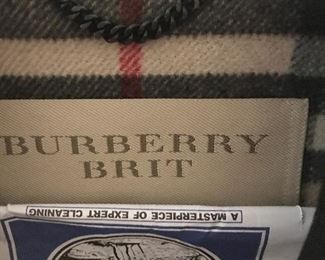 BURBERRY
BRIT
A MASTERPIECE OF EXPERT CLEANING